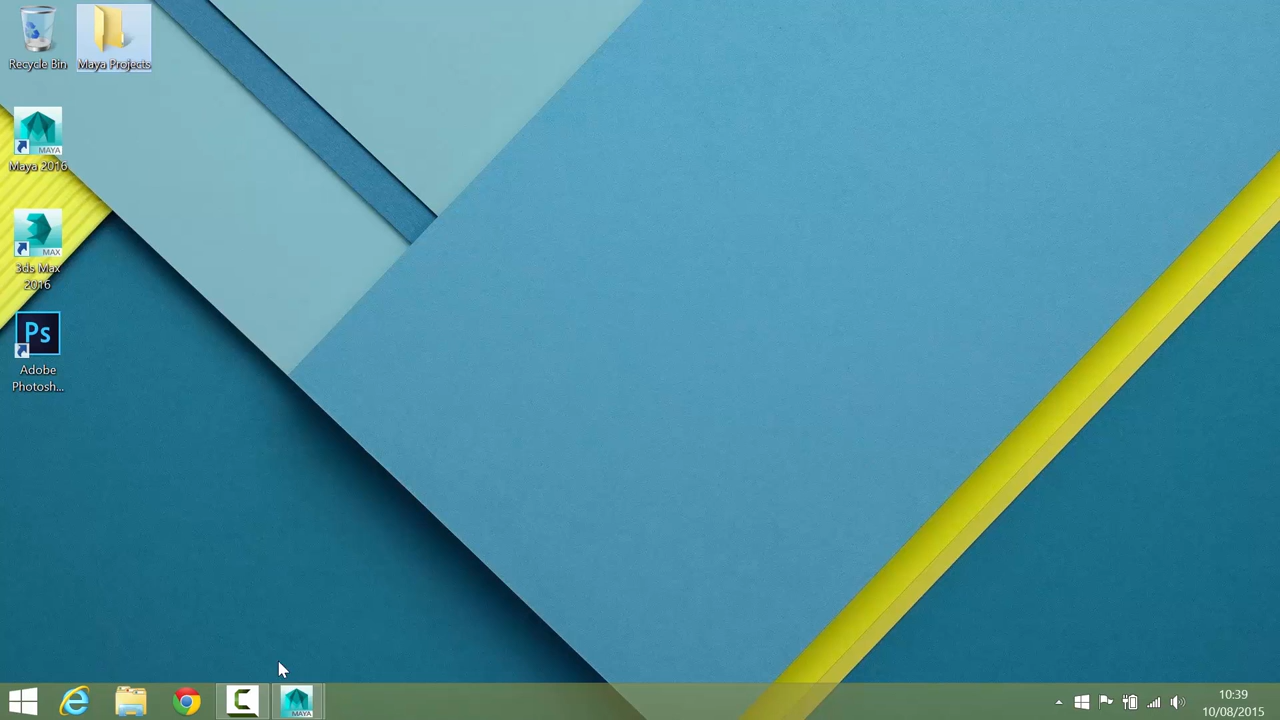 Recycle Bin
Maya Projects
MAYA
Maya 2016
MAX
3ds Max
2016
Ps
Adobe
Photosh...
MAYA
10:39
10/08/2015